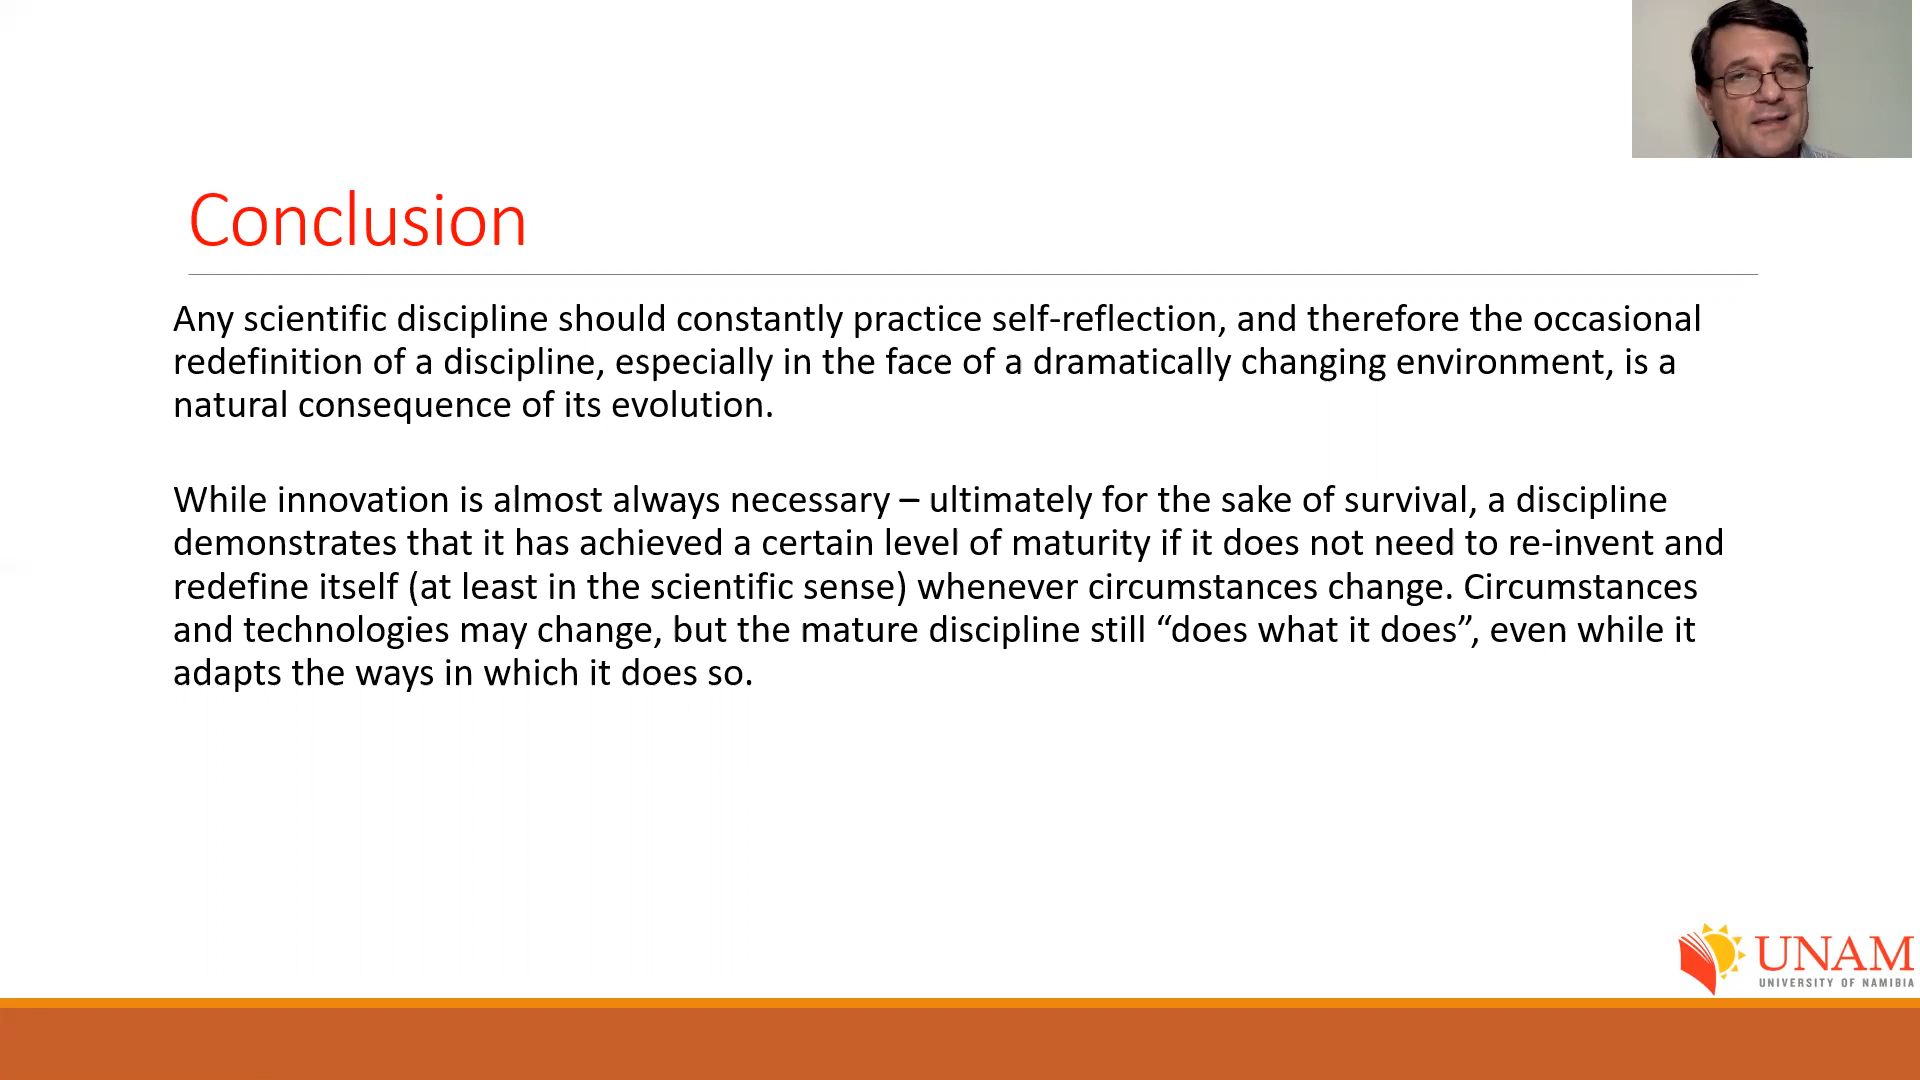 Conclusion
Any scientific discipline should constantly practice self-reflection, and therefore the occasional
redefinition of a discipline, especially in the face of a dramatically changing environment, is a
natural consequence of its evolution.
While innovation is almost always necessary – ultimately for the sake of survival, a discipline
demonstrates that it has achieved a certain level of maturity if it does not need to re-invent and
redefine itself (at least in the scientific sense) whenever circumstances change. Circumstances
and technologies may change, but the mature discipline still “does what it does”, even while it
adapts the ways in which it does so.
UNAM
UNIVERSITY OF NAMIBIA